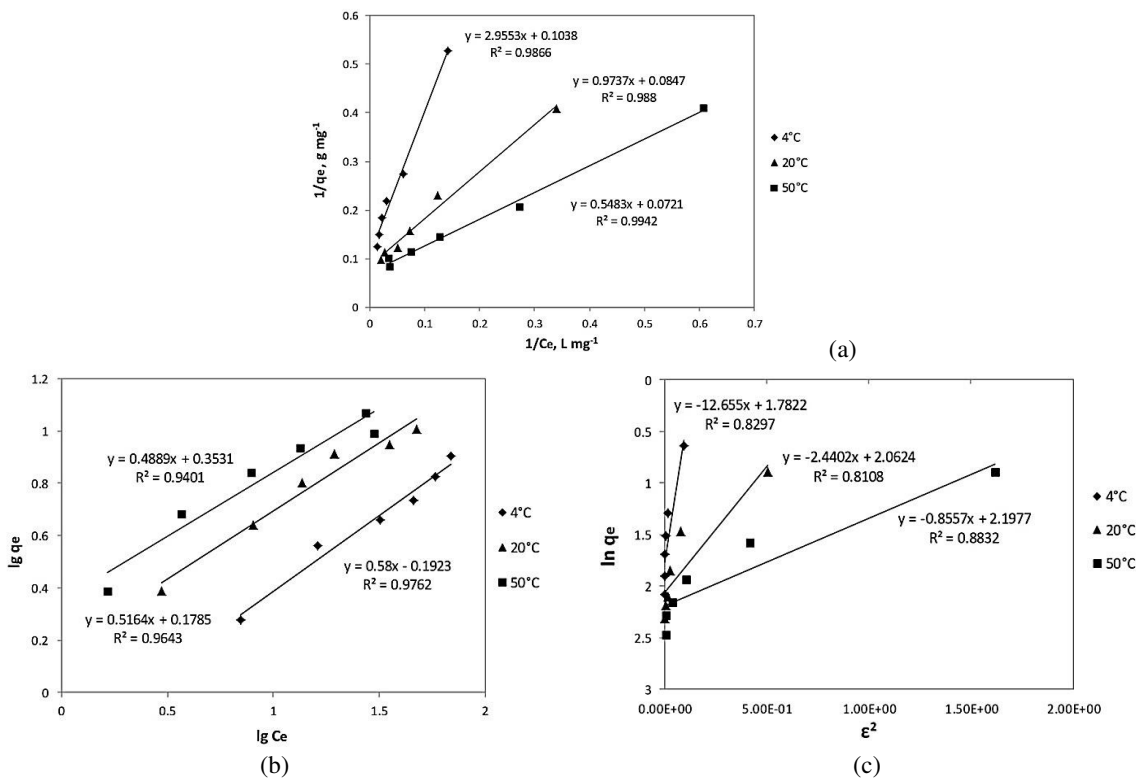 0.6
0.5
0.4
0.3
0.2
0.1
0
1/qe, g mg⁻¹
y = 2.9553x + 0.1038
R² = 0.9866
y = 0.9737x + 0.0847
R² = 0.988
y = 0.5483x + 0.0721
R² = 0.9942
4°C
20°C
50°C
0 0.1 0.2 0.3 0.4 0.5 0.6 0.7
1/Ce, L mg⁻¹
(a)
1.2
1
0.8
0.6
0.4
0.2
0
lg qe
y = 0.4889x + 0.3531
R² = 0.9401
y = 0.58x - 0.1923
R² = 0.9762
y = 0.5164x + 0.1785
R² = 0.9643
4°C
20°C
50°C
0 0.5 1 1.5 2
lg Ce
(b)
0
0.5
1
1.5
2
2.5
3
ln qe
y = -12.655x + 1.7822
R² = 0.8297
y = -2.4402x + 2.0624
R² = 0.8108
y = -0.8557x + 2.1977
R² = 0.8832
4°C
20°C
50°C
0.00E+00 5.00E-01 1.00E+00 1.50E+00 2.00E+00
ε²
(c)